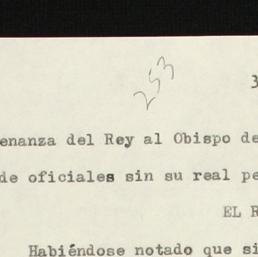 253
3
enanza del Rey al Obispo de
de oficiales sin su real pe
EL R
Habiéndose notado que si